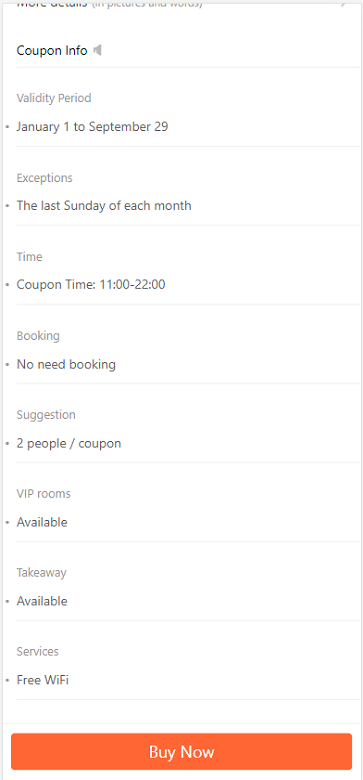 More details (in pictures and words)
Coupon Info
Validity Period
• January 1 to September 29
Exceptions
• The last Sunday of each month
Time
• Coupon Time: 11:00-22:00
Booking
• No need booking
Suggestion
• 2 people / coupon
VIP rooms
• Available
Takeaway
• Available
Services
• Free WiFi
Buy Now